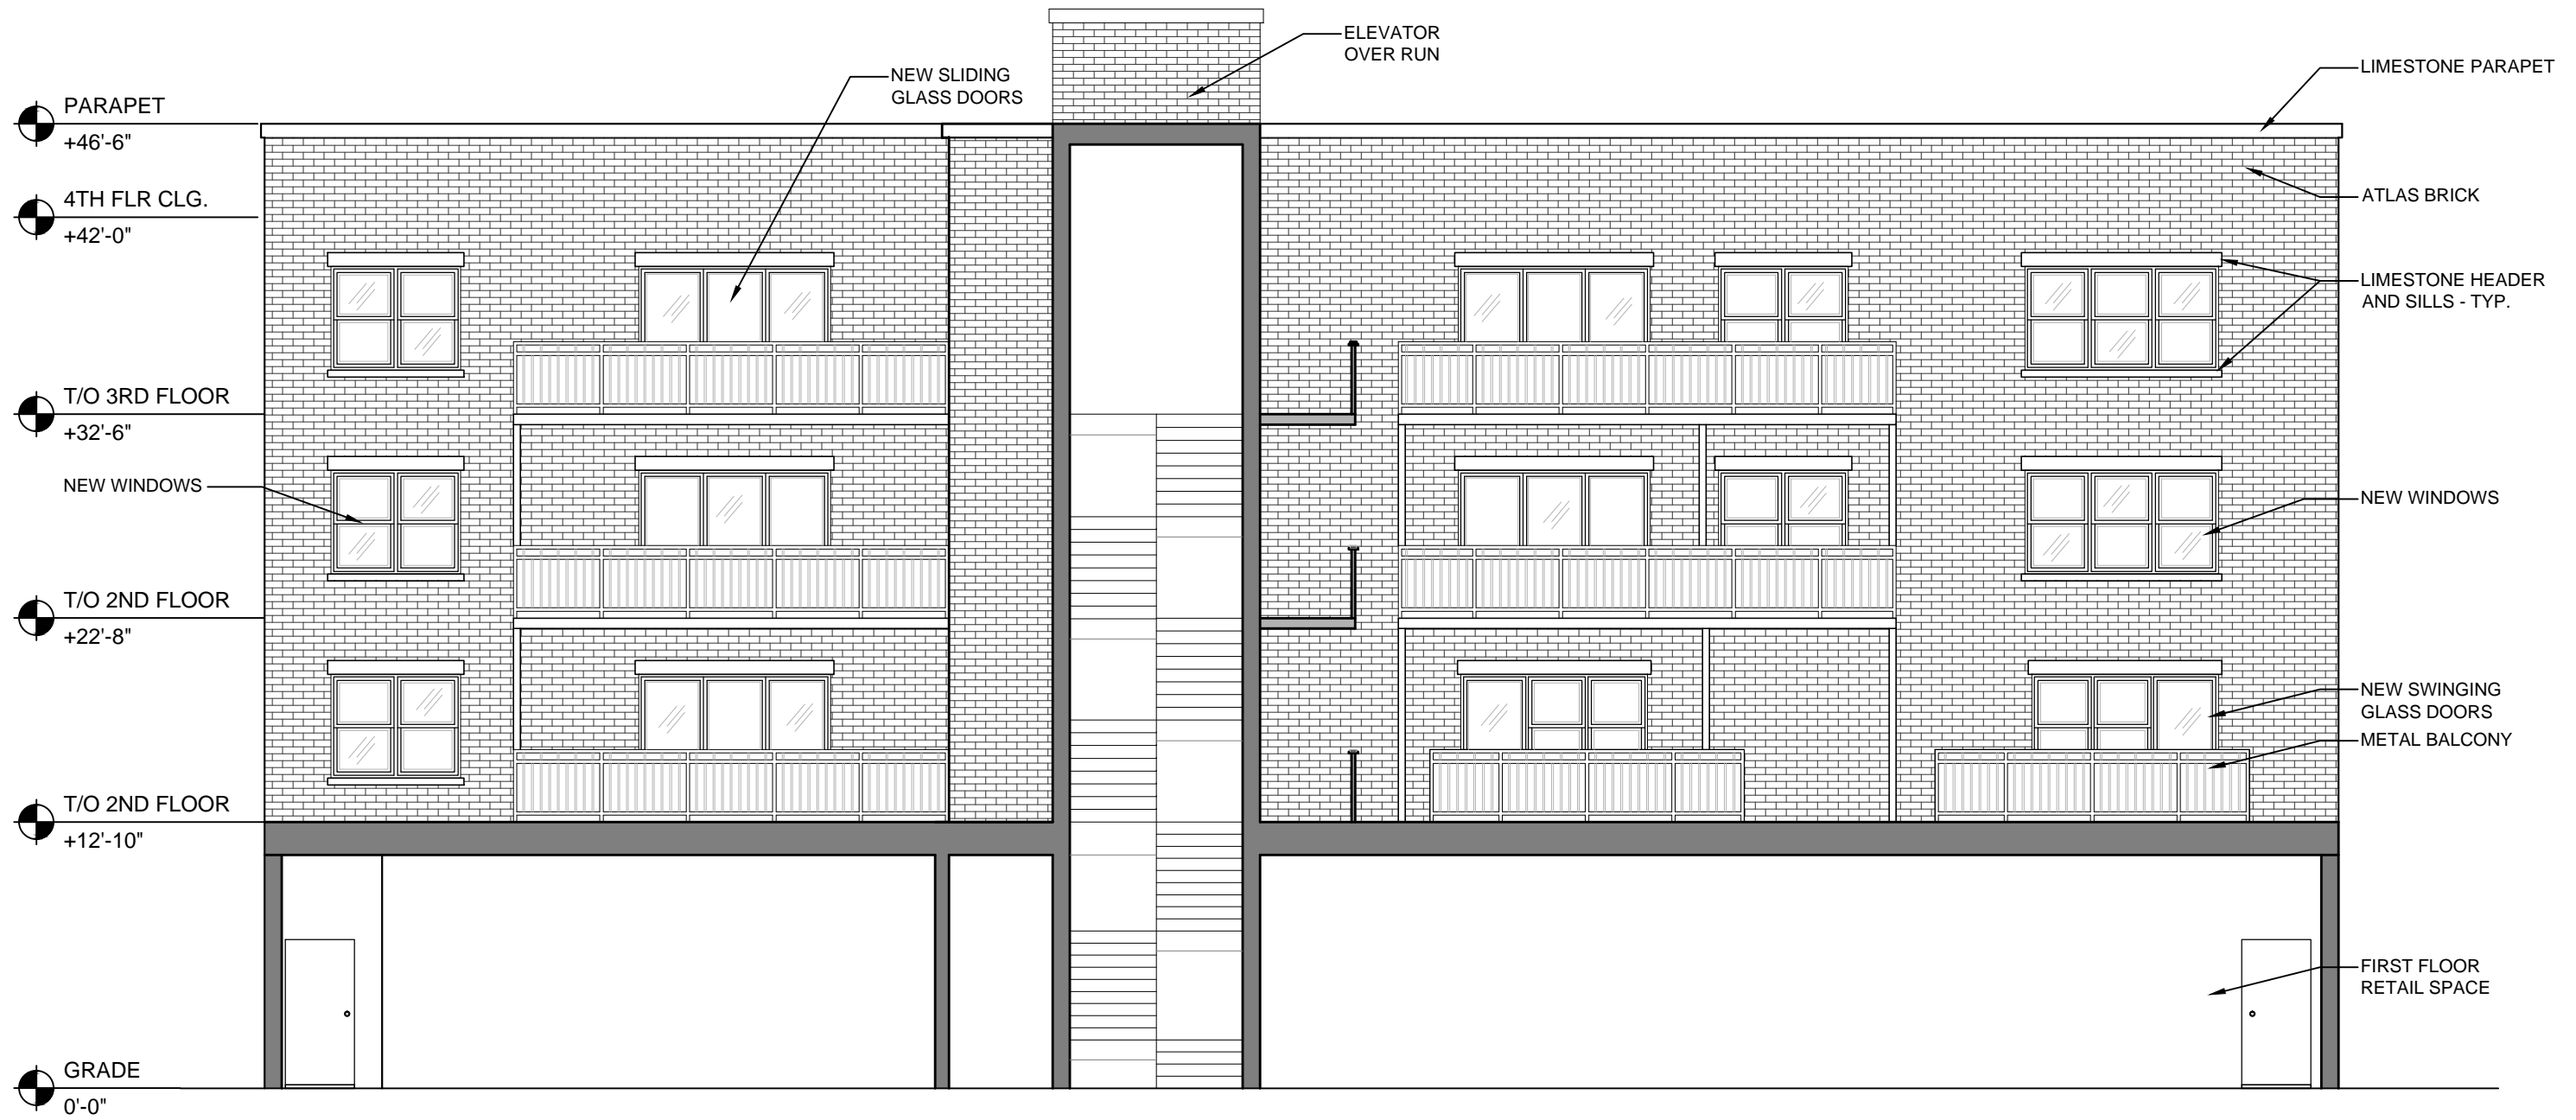 ELEVATOR
OVER RUN
LIMESTONE PARAPET
NEW SLIDING
GLASS DOORS
PARAPET
+46'-6"
ATLAS BRICK
4TH FLR CLG.
+42'-0"
LIMESTONE HEADER
AND SILLS - TYP.
T/O 3RD FLOOR
+32'-6"
NEW WINDOWS
NEW WINDOWS
T/O 2ND FLOOR
+22'-8"
NEW SWINGING
GLASS DOORS
METAL BALCONY
T/O 2ND FLOOR
+12'-10"
FIRST FLOOR
RETAIL SPACE
GRADE
0'-0"